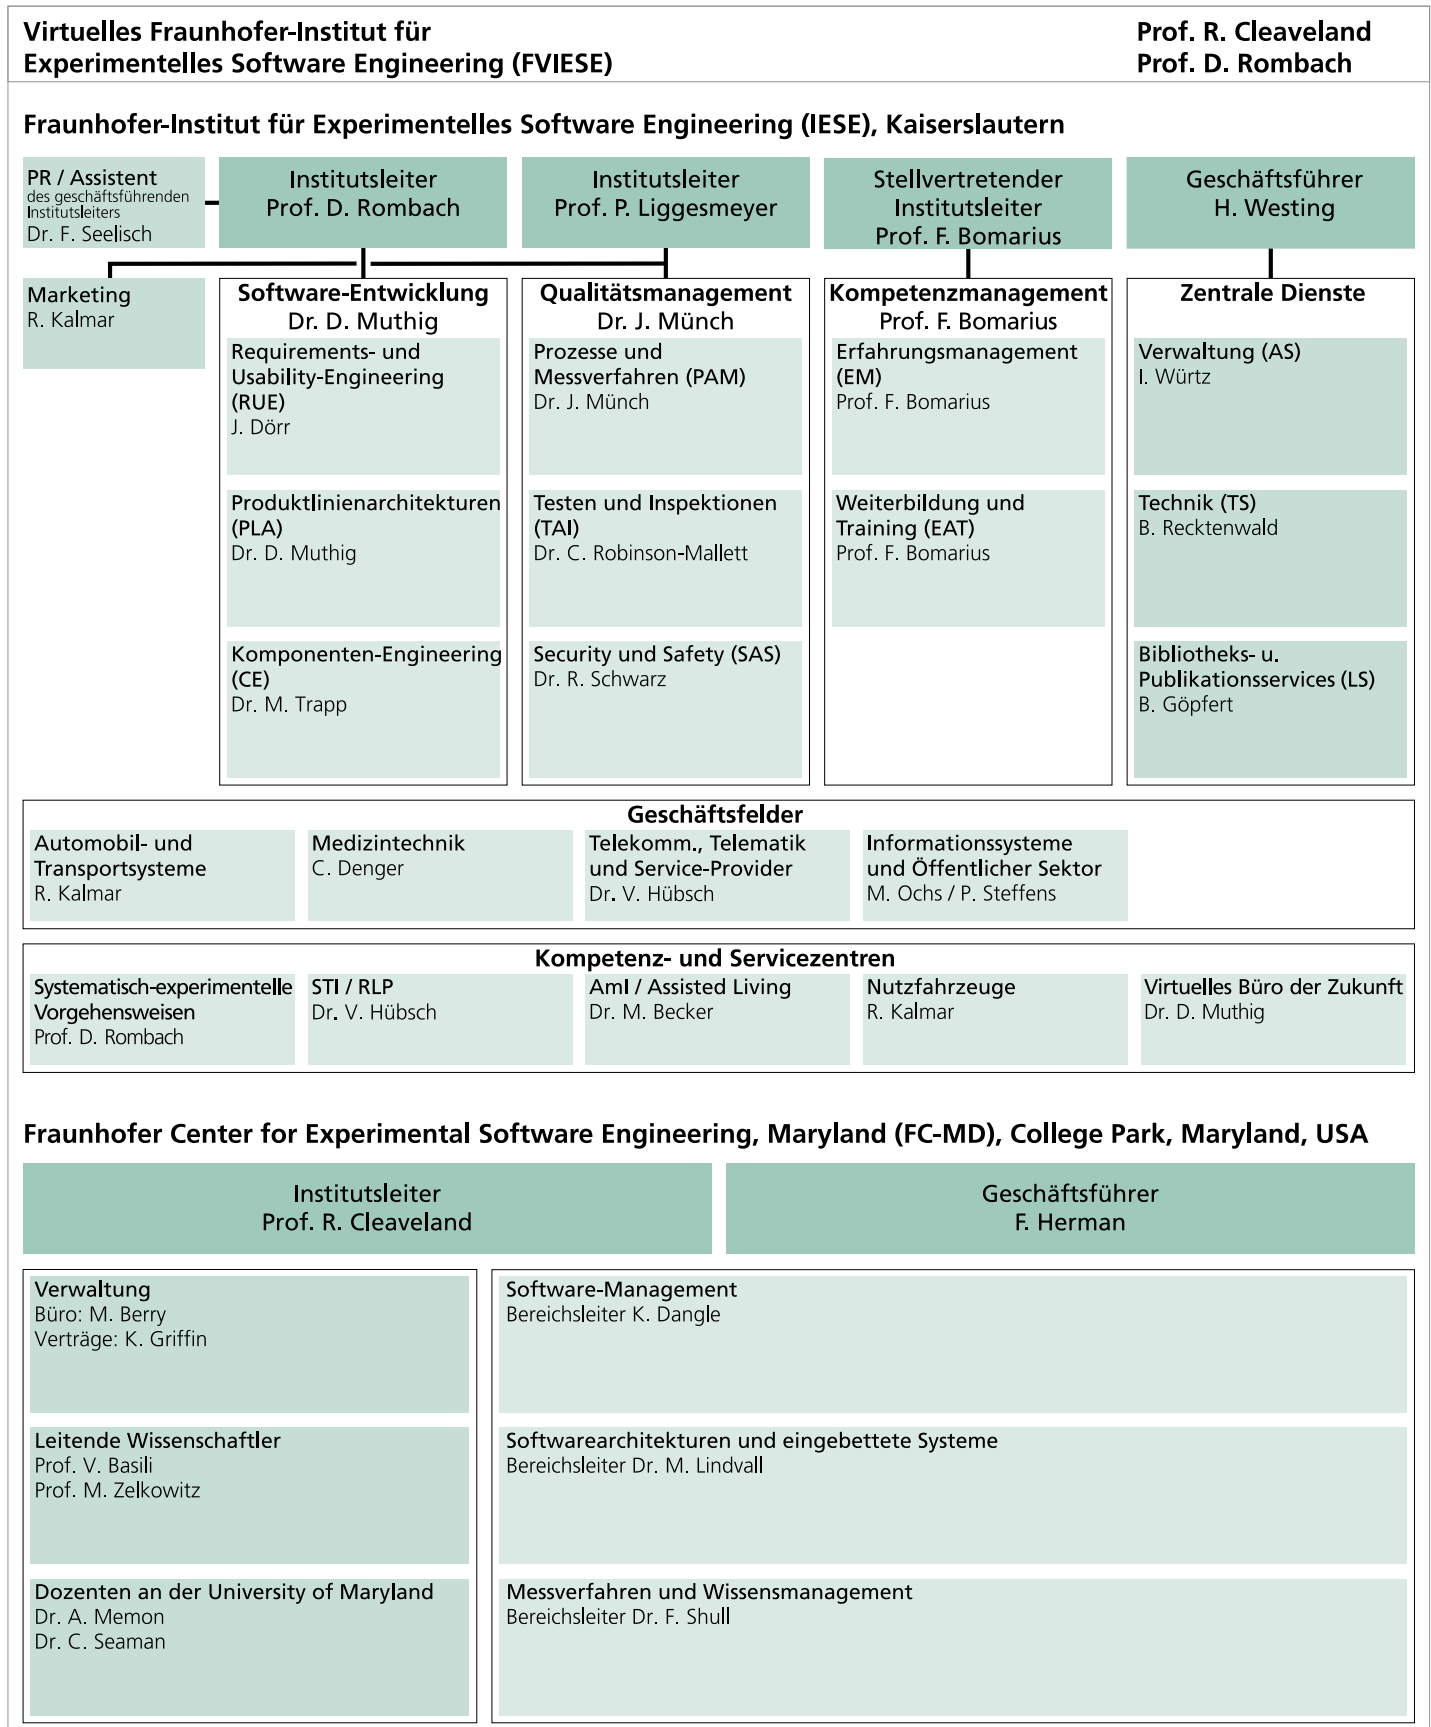 Virtuelles Fraunhofer-Institut für
Experimentelles Software Engineering (FVIESE)
Prof. R. Cleaveland
Prof. D. Rombach
Fraunhofer-Institut für Experimentelles Software Engineering (IESE), Kaiserslautern
PR / Assistent
des geschäftsführenden
Institutsleiters
Dr. F. Seelisch
Institutsleiter
Prof. D. Rombach
Institutsleiter
Prof. P. Liggesmeyer
Stellvertretender
Institutsleiter
Prof. F. Bomarius
Geschäftsführer
H. Westing
Marketing
R. Kalmar
Software-Entwicklung
Dr. D. Muthig
Requirements- und
Usability-Engineering
(RUE)
J. Dörr
Produktlinienarchitekturen
(PLA)
Dr. D. Muthig
Komponenten-Engineering
(CE)
Dr. M. Trapp
Qualitätsmanagement
Dr. J. Münch
Prozesse und
Messverfahren (PAM)
Dr. J. Münch
Testen und Inspektionen
(TAI)
Dr. C. Robinson-Mallett
Security und Safety (SAS)
Dr. R. Schwarz
Kompetenzmanagement
Prof. F. Bomarius
Erfahrungsmanagement
(EM)
Prof. F. Bomarius
Weiterbildung und
Training (EAT)
Prof. F. Bomarius
Zentrale Dienste
Verwaltung (AS)
I. Würtz
Technik (TS)
B. Recktenwald
Bibliotheks- u.
Publikationsservices (LS)
B. Göpfert
Geschäftsfelder
Automobil- und
Transportsysteme
R. Kalmar
Medizintechnik
C. Denger
Telekomm., Telematik
und Service-Provider
Dr. V. Hübsch
Informationssysteme
und Öffentlicher Sektor
M. Ochs / P. Steffens
Kompetenz- und Servicezentren
Systematisch-experimentelle
Vorgehensweisen
Prof. D. Rombach
STI / RLP
Dr. V. Hübsch
AmI / Assisted Living
Dr. M. Becker
Nutzfahrzeuge
R. Kalmar
Virtuelles Büro der Zukunft
Dr. D. Muthig
Fraunhofer Center for Experimental Software Engineering, Maryland (FC-MD), College Park, Maryland, USA
Institutsleiter
Prof. R. Cleaveland
Geschäftsführer
F. Herman
Verwaltung
Büro: M. Berry
Verträge: K. Griffin
Leitende Wissenschaftler
Prof. V. Basili
Prof. M. Zelkowitz
Dozenten an der University of Maryland
Dr. A. Memon
Dr. C. Seaman
Software-Management
Bereichsleiter K. Dangle
Softwarearchitekturen und eingebettete Systeme
Bereichsleiter Dr. M. Lindvall
Messverfahren und Wissensmanagement
Bereichsleiter Dr. F. Shull